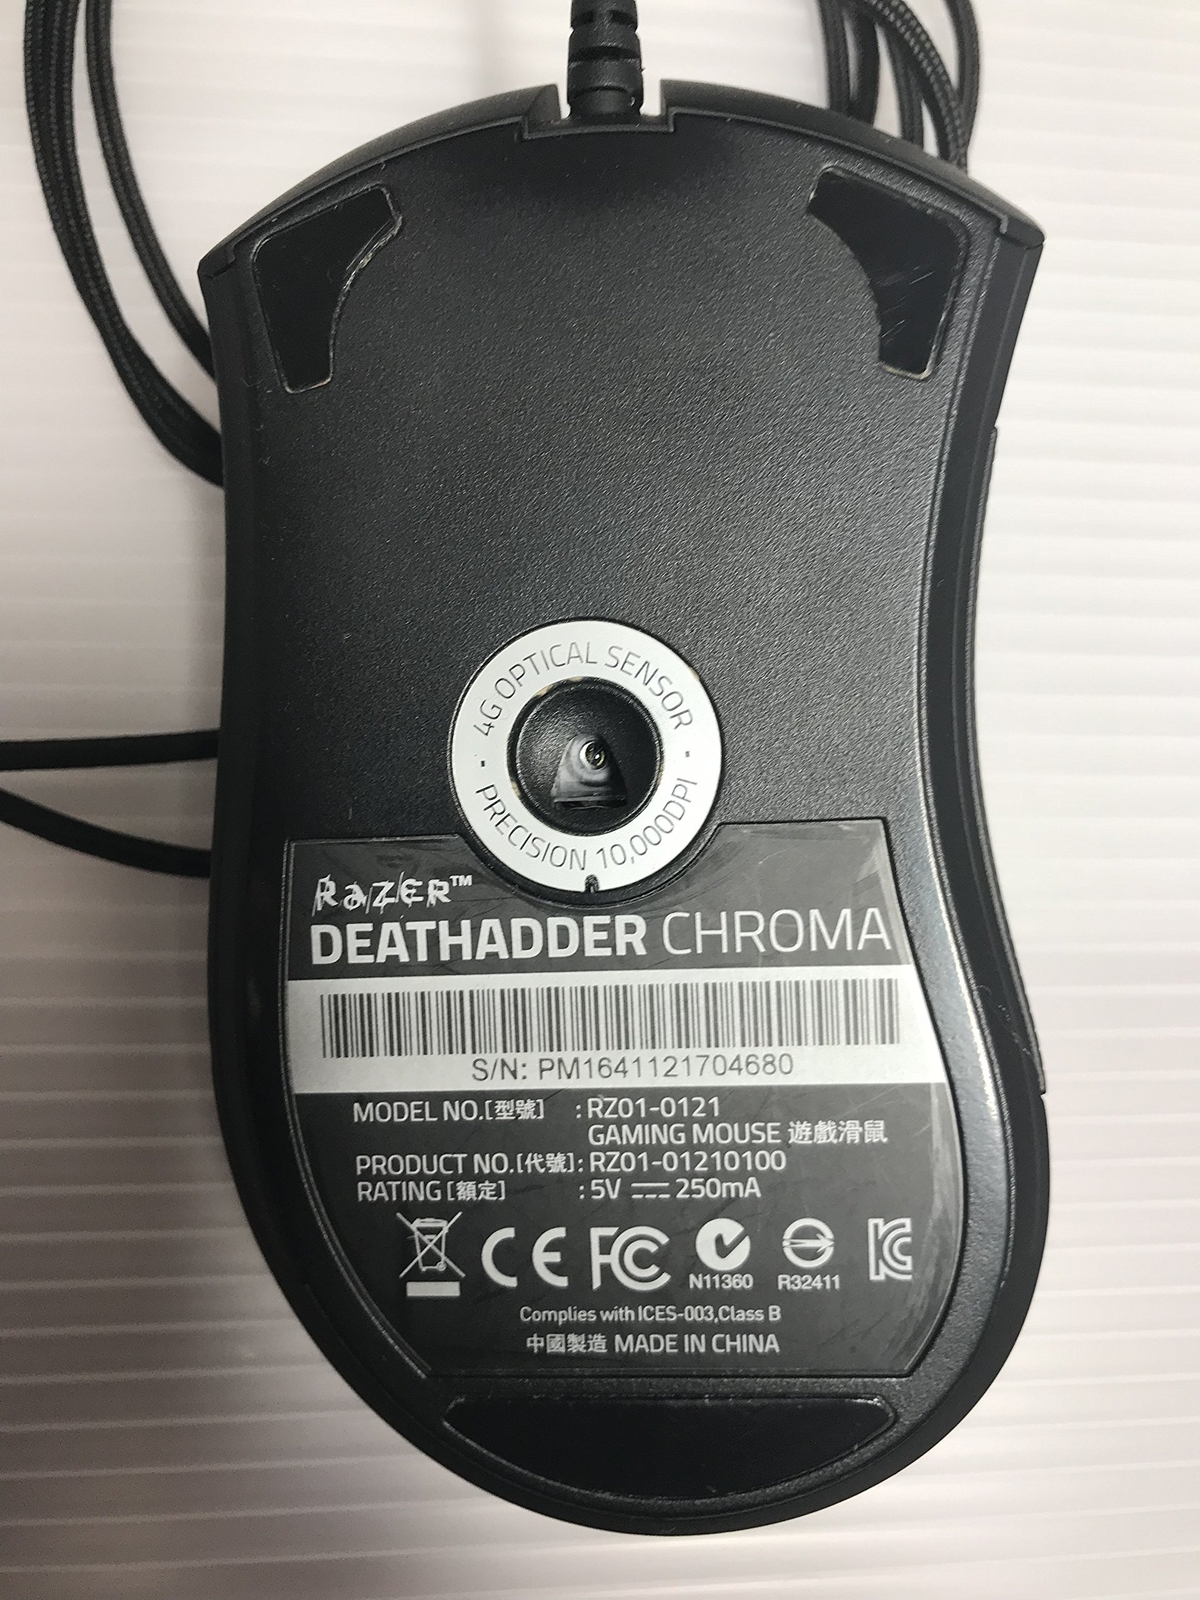 4G OPTICAL SENSOR
· PRECISION 10,000DPI ·
RAZER™
DEATHADDER CHROMA
S/N: PM1641121704680
MODEL NO.[型號] : RZ01-0121
GAMING MOUSE 遊戲滑鼠
PRODUCT NO.[代號] : RZ01-01210100
RATING [額定] : 5V ⎓ 250mA
CE FC
N11360 R32411
Complies with ICES-003,Class B
中國製造 MADE IN CHINA